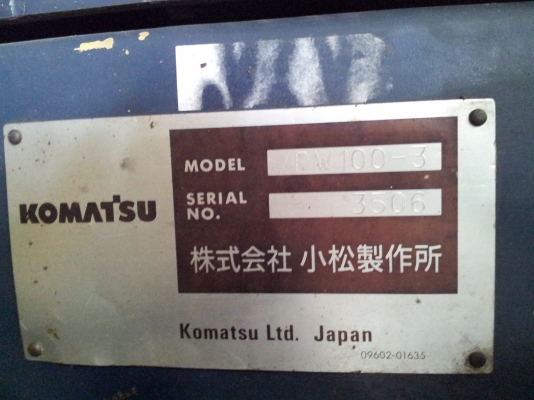 MODEL PW100-3
KOMATSU
SERIAL NO. 3506
株式会社 小松製作所
Komatsu Ltd. Japan
09602-01635